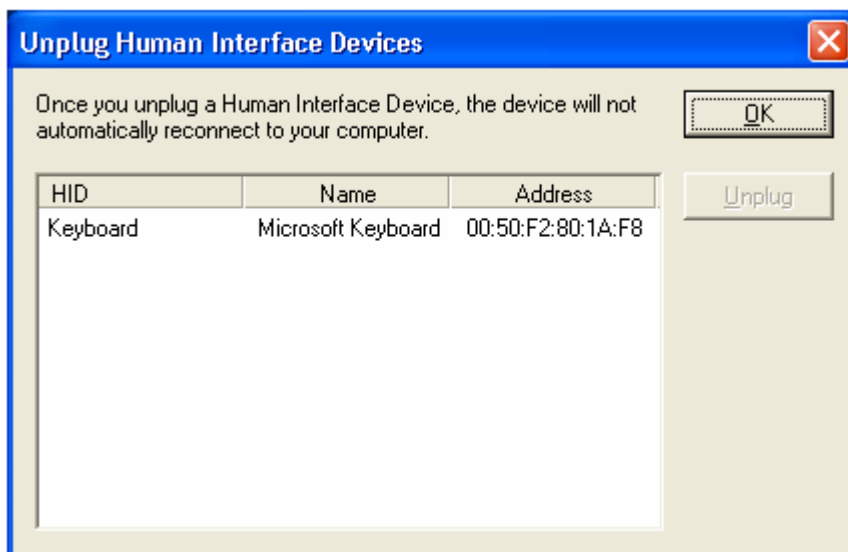 Unplug Human Interface Devices
Once you unplug a Human Interface Device, the device will not
automatically reconnect to your computer.
OK
HID Name Address
Unplug
Keyboard Microsoft Keyboard 00:50:F2:80:1A:F8